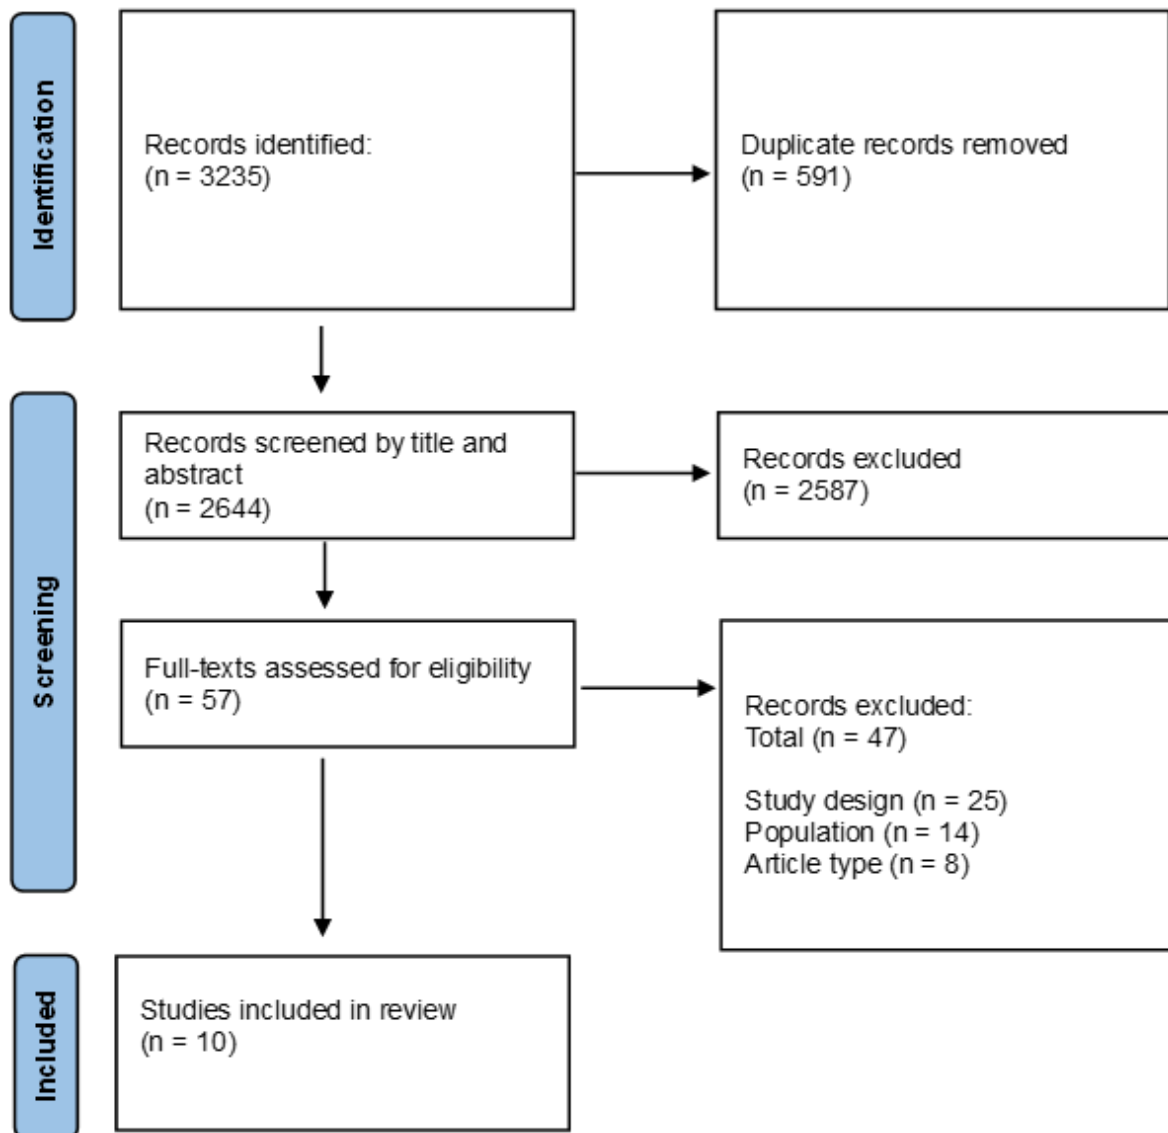 Identification
Records identified:
(n = 3235)
Duplicate records removed
(n = 591)
Screening
Records screened by title and
abstract
(n = 2644)
Records excluded
(n = 2587)
Full-texts assessed for eligibility
(n = 57)
Records excluded:
Total (n = 47)
Study design (n = 25)
Population (n = 14)
Article type (n = 8)
Included
Studies included in review
(n = 10)